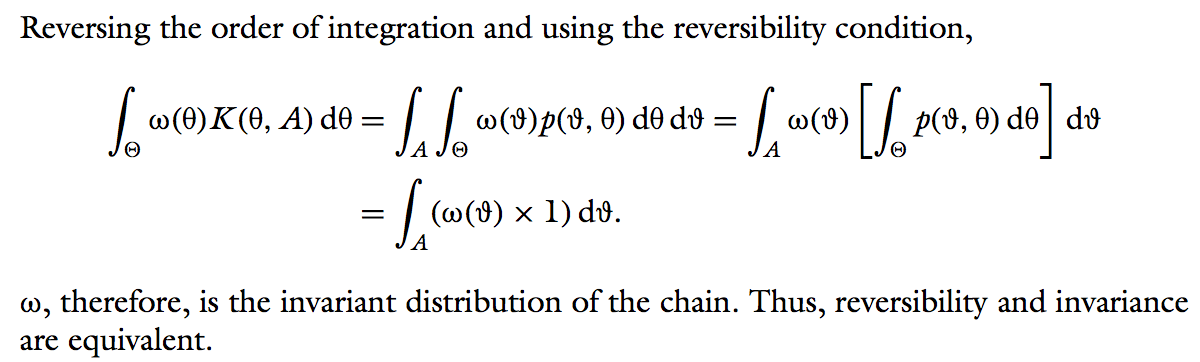 Reversing the order of integration and using the reversibility condition,
∫_Θ ω(θ)K(θ, A) dθ = ∫_A ∫_Θ ω(ϑ)p(ϑ, θ) dθ dϑ = ∫_A ω(ϑ) [∫_Θ p(ϑ, θ) dθ] dϑ
= ∫_A (ω(ϑ) × 1) dϑ.
ω, therefore, is the invariant distribution of the chain. Thus, reversibility and invariance
are equivalent.